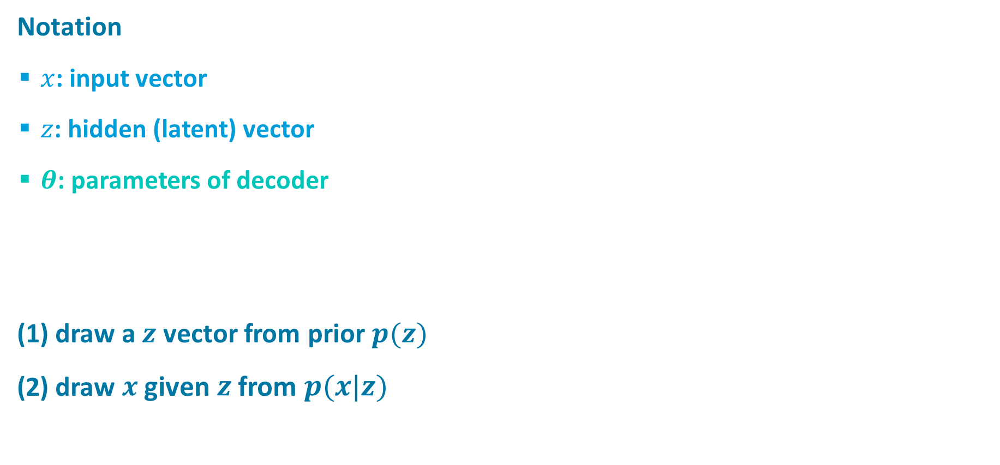 Notation
▪ x: input vector
▪ z: hidden (latent) vector
▪ θ: parameters of decoder
(1) draw a z vector from prior p(z)
(2) draw x given z from p(x|z)